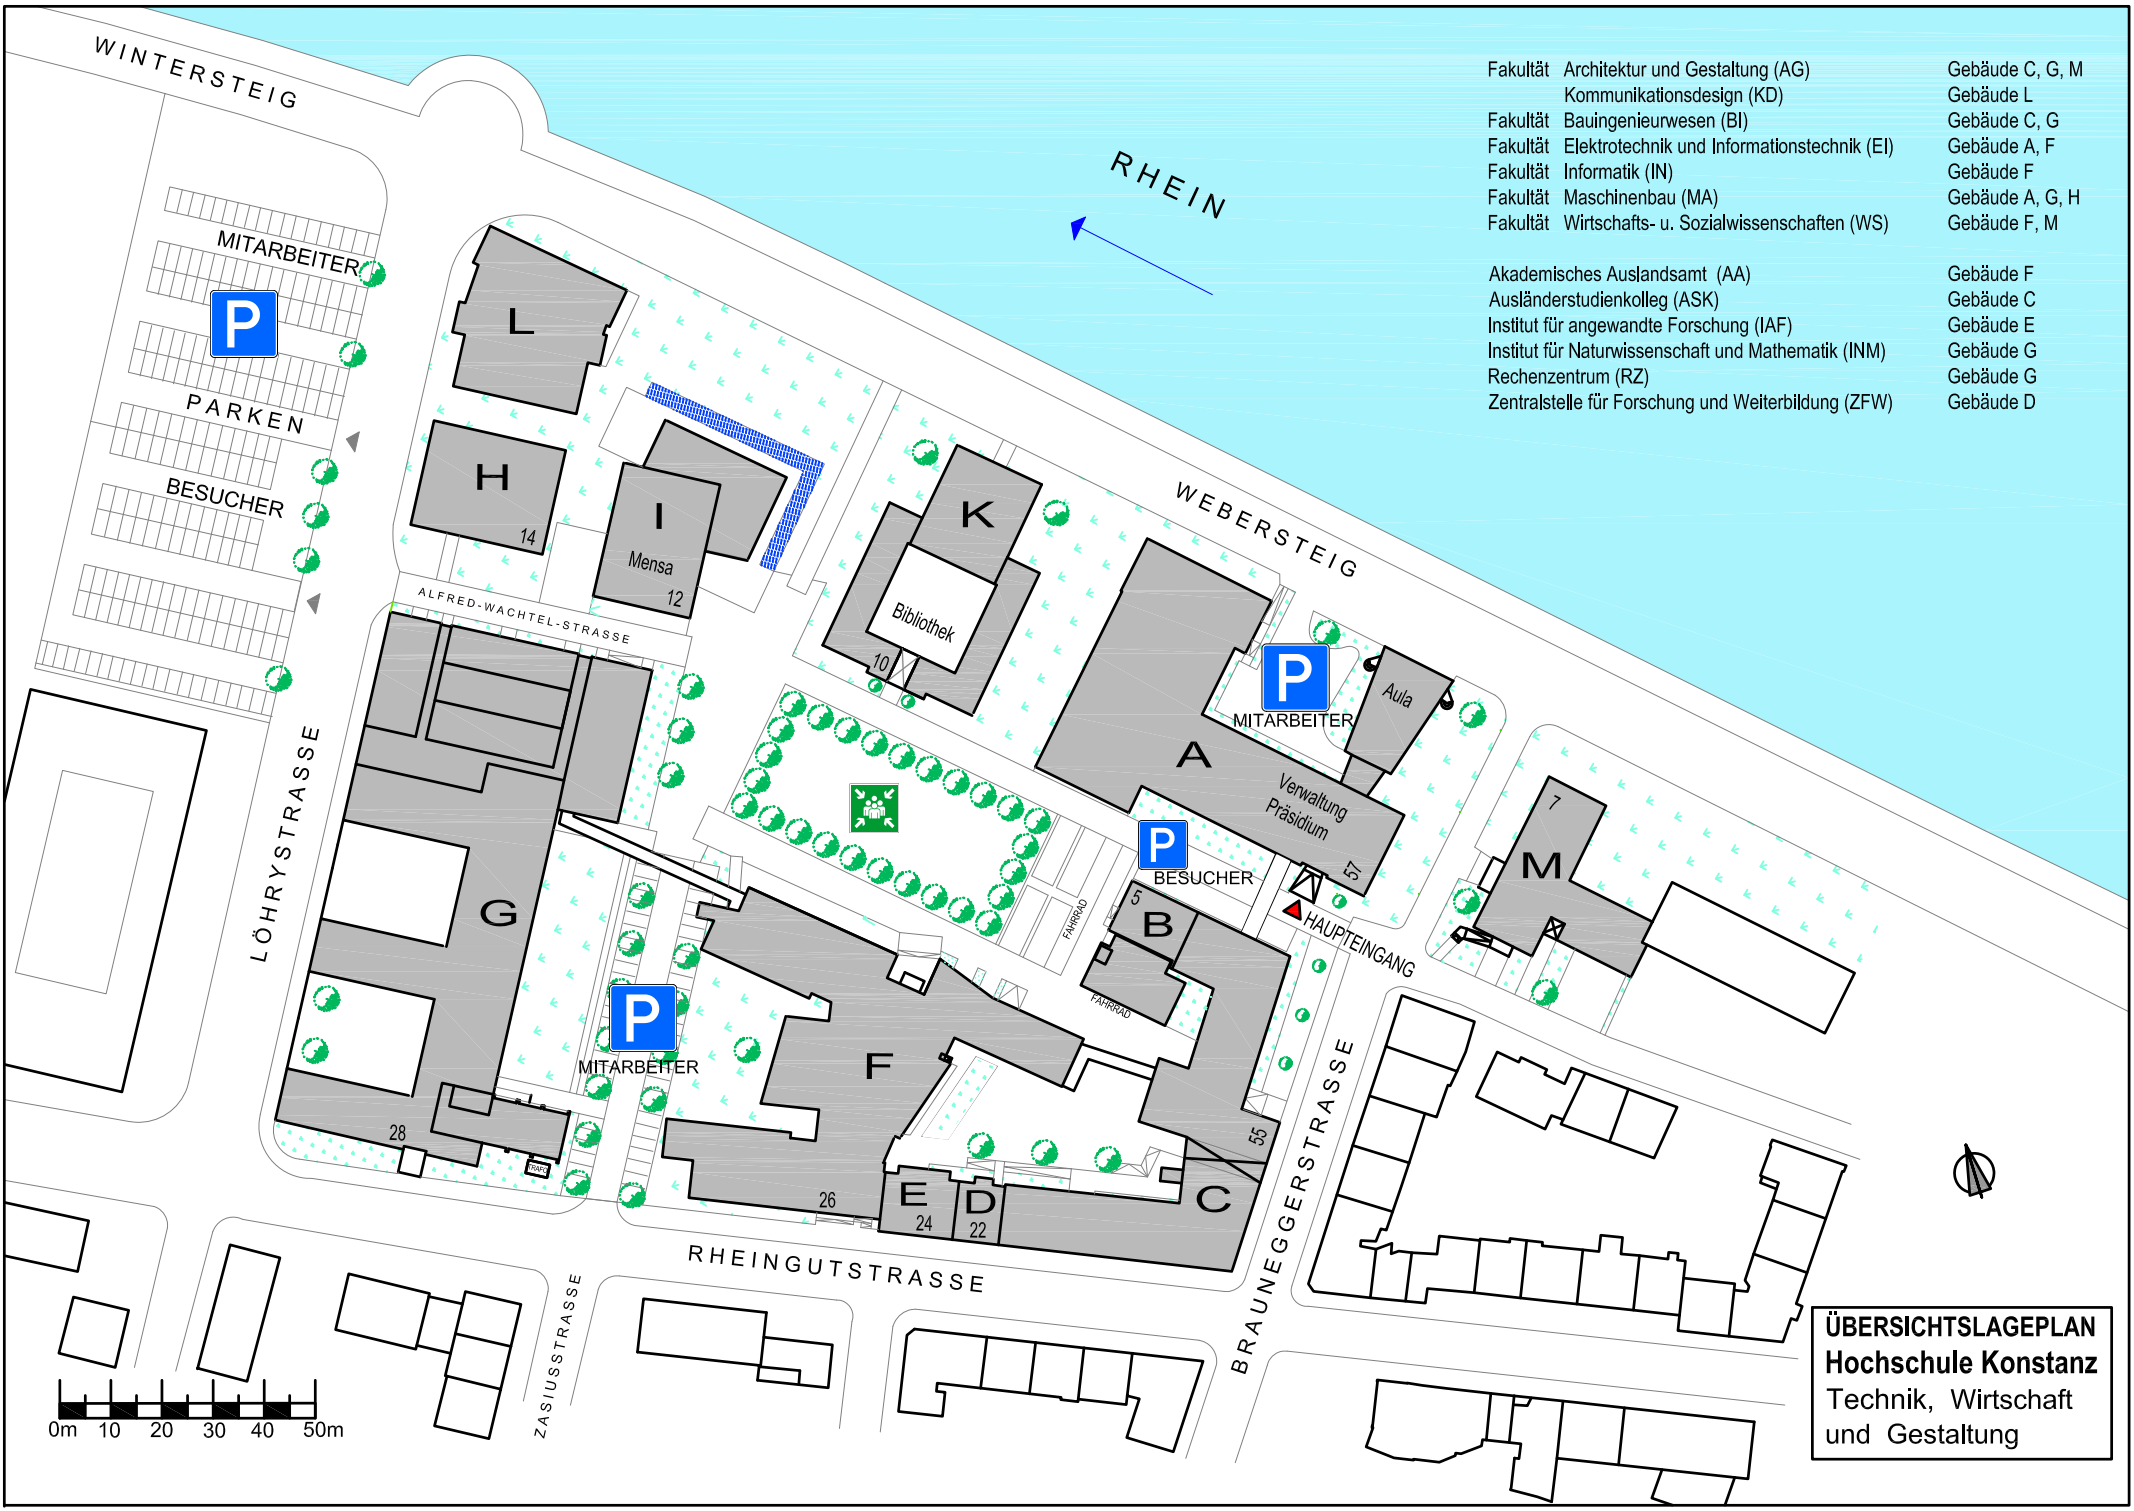 WINTERSTEIG
RHEIN
Fakultät Architektur und Gestaltung (AG) Gebäude C, G, M
Kommunikationsdesign (KD) Gebäude L
Fakultät Bauingenieurwesen (BI) Gebäude C, G
Fakultät Elektrotechnik und Informationstechnik (EI) Gebäude A, F
Fakultät Informatik (IN) Gebäude F
Fakultät Maschinenbau (MA) Gebäude A, G, H
Fakultät Wirtschafts- u. Sozialwissenschaften (WS) Gebäude F, M
Akademisches Auslandsamt (AA) Gebäude F
Ausländerstudienkolleg (ASK) Gebäude C
Institut für angewandte Forschung (IAF) Gebäude E
Institut für Naturwissenschaft und Mathematik (INM) Gebäude G
Rechenzentrum (RZ) Gebäude G
Zentralstelle für Forschung und Weiterbildung (ZFW) Gebäude D
MITARBEITER
P
PARKEN
BESUCHER
L
H
14
I
Mensa
12
K
Bibliothek
10
WEBERSTEIG
ALFRED-WACHTEL-STRASSE
P
MITARBEITER
Aula
A
Verwaltung
Präsidium
57
P
BESUCHER
7
M
HAUPTEINGANG
5
B
FAHRRAD
FAHRRAD
LÖHRYSTRASSE
G
28
TRAFO
P
MITARBEITER
F
26
E
24
D
22
C
55
BRAUNEGGERSTRASSE
RHEINGUTSTRASSE
ZASIUSSTRASSE
0m 10 20 30 40 50m
ÜBERSICHTSLAGEPLAN
Hochschule Konstanz
Technik, Wirtschaft
und Gestaltung